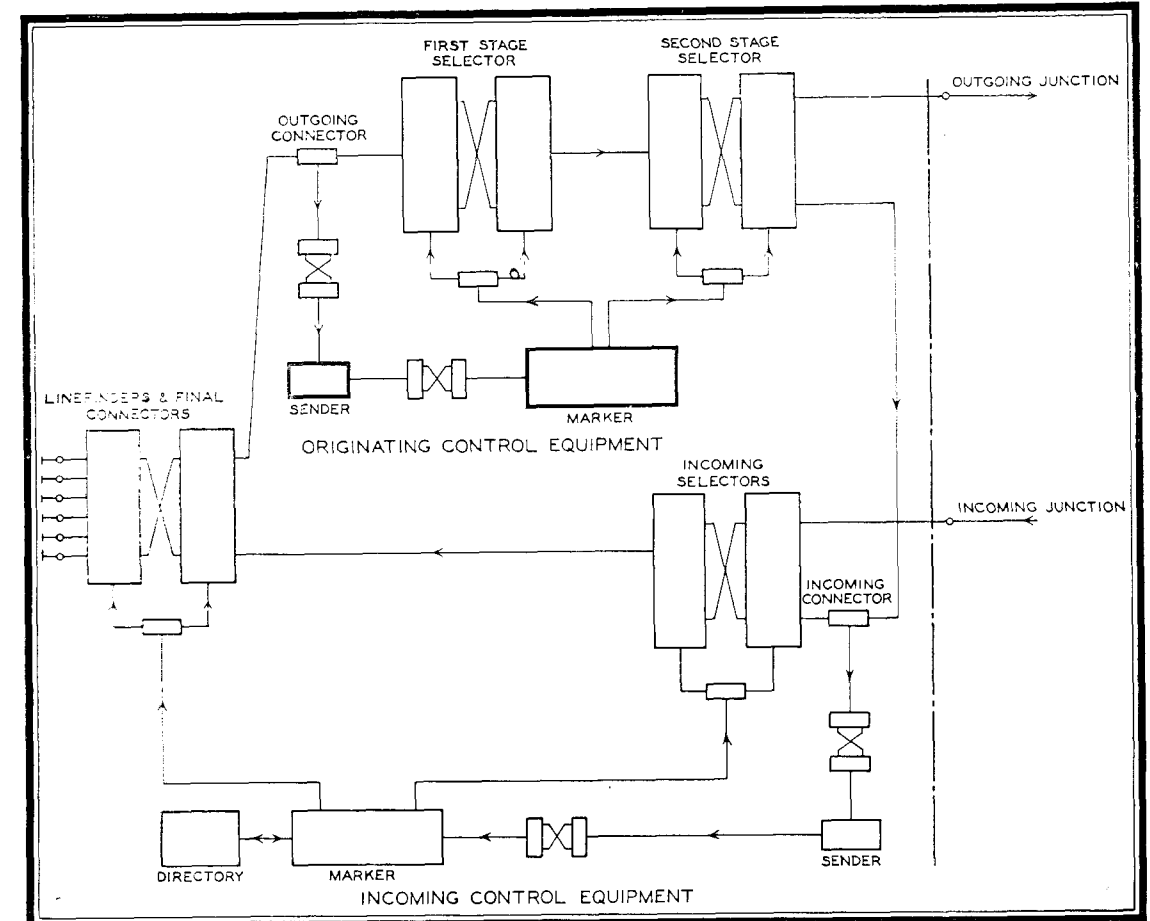 FIRST STAGE
SELECTOR
SECOND STAGE
SELECTOR
OUTGOING JUNCTION
OUTGOING
CONNECTOR
SENDER
MARKER
LINEFINDERS & FINAL
CONNECTORS
ORIGINATING CONTROL EQUIPMENT
INCOMING
SELECTORS
INCOMING JUNCTION
INCOMING
CONNECTOR
DIRECTORY
MARKER
SENDER
INCOMING CONTROL EQUIPMENT